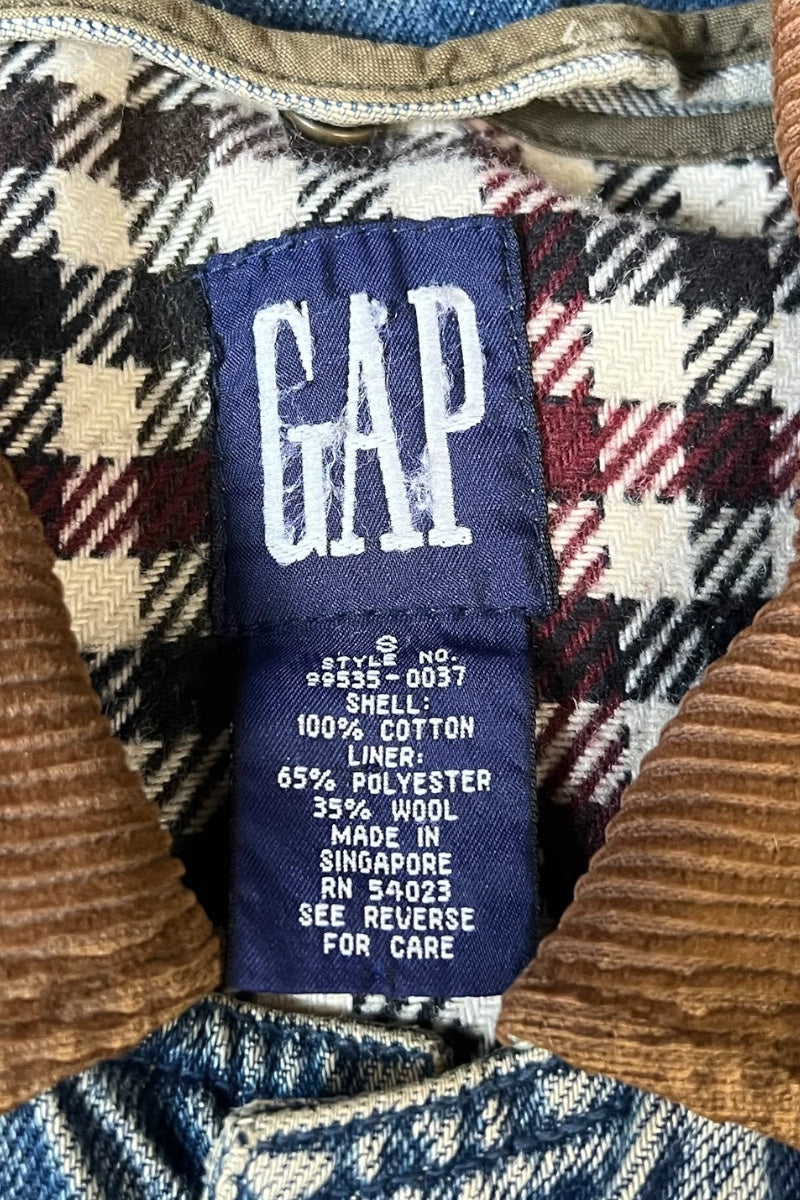 GAP
S
STYLE NO.
99535-0037
SHELL:
100% COTTON
LINER:
65% POLYESTER
35% WOOL
MADE IN
SINGAPORE
RN 54023
SEE REVERSE
FOR CARE